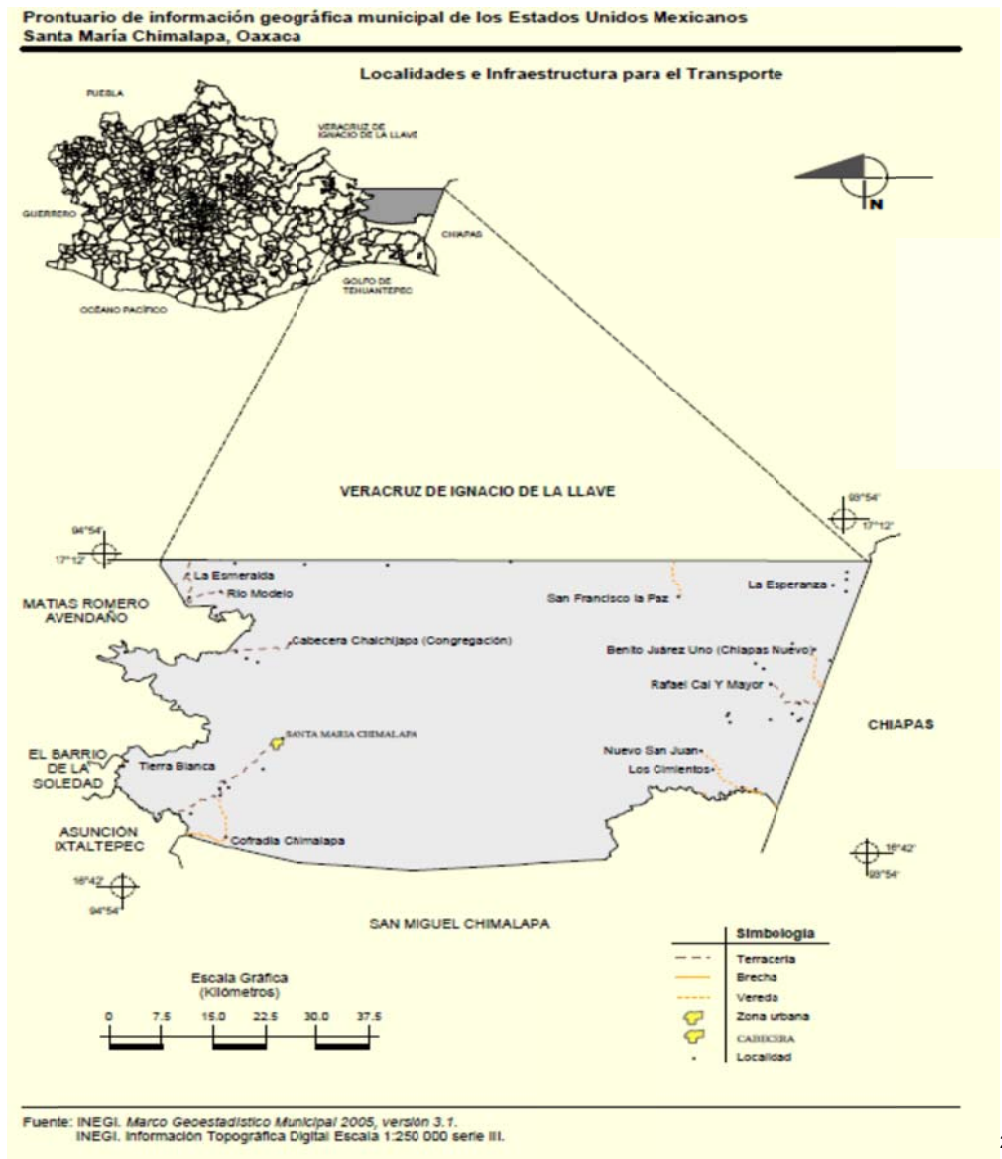 Prontuario de información geográfica municipal de los Estados Unidos Mexicanos
Santa María Chimalapa, Oaxaca
Localidades e Infraestructura para el Transporte
PUEBLA
VERACRUZ DE
IGNACIO DE LA LLAVE
GUERRERO
CHIAPAS
GOLFO DE
TEHUANTEPEC
OCÉANO PACÍFICO
N
VERACRUZ DE IGNACIO DE LA LLAVE
94°54'
17°12'
93°54'
17°12'
La Esmeralda
Río Modelo
San Francisco la Paz
La Esperanza
MATIAS ROMERO
AVENDAÑO
Cabecera Chalchijapa (Congregación)
Benito Juárez Uno (Chiapas Nuevo)
Rafael Cal Y Mayor
CHIAPAS
SANTA MARIA CHIMALAPA
EL BARRIO
DE LA
SOLEDAD
Tierra Blanca
Nuevo San Juan
Los Cimientos
ASUNCIÓN
IXTALTEPEC
Cofradía Chimalapa
16°42'
94°54'
16°42'
93°54'
SAN MIGUEL CHIMALAPA
Simbología
Terracería
Brecha
Vereda
Zona urbana
CABECERA
Localidad
Escala Gráfica
(Kilómetros)
0 7.5 15.0 22.5 30.0 37.5
Fuente: INEGI. Marco Geoestadístico Municipal 2005, versión 3.1.
INEGI. Información Topográfica Digital Escala 1:250 000 serie III.